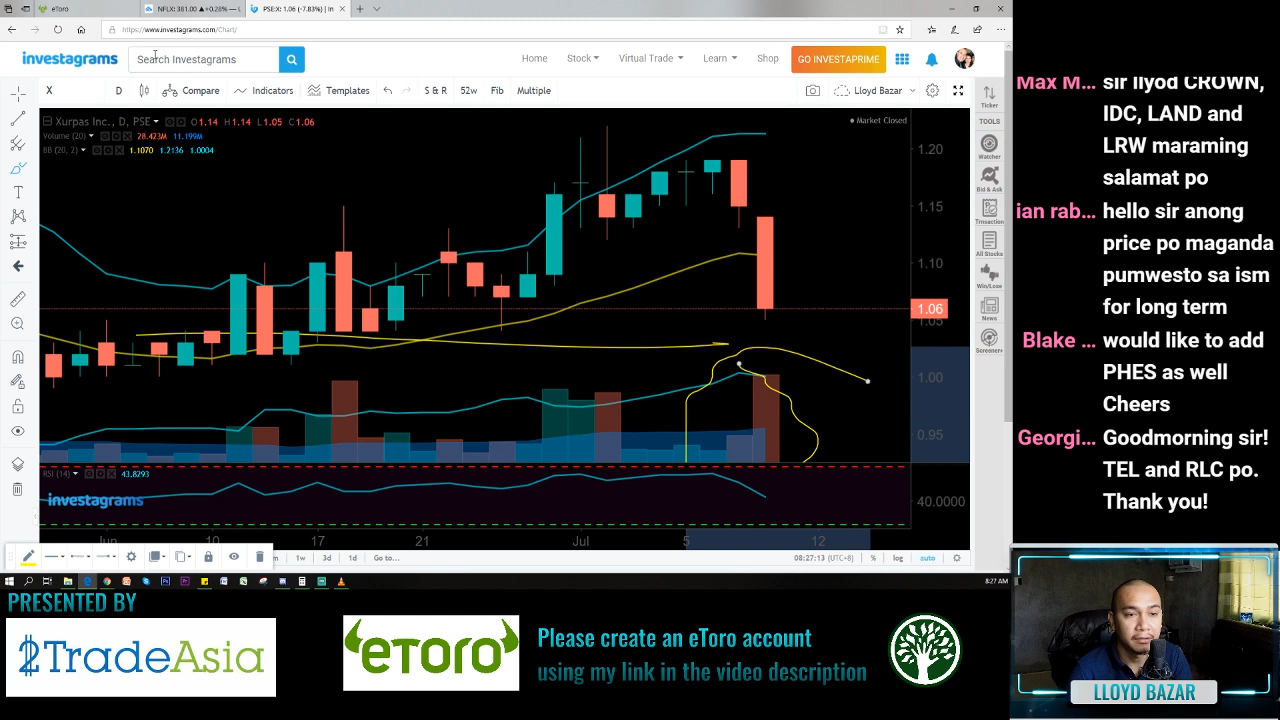 eToro
NFLX: 381.00 ▲+0.28% — L
PSE:X: 1.06 (-7.83%) | In
https://www.investagrams.com/Chart/
investagrams
Search Investagrams
Home
Stock
Virtual Trade
Learn
Shop
GO INVESTAPRIME
X
D
Compare
Indicators
Templates
S & R
52w
Fib
Multiple
Lloyd Bazar
Ticker
TOOLS
Watcher
Bid & Ask
Trnsaction
All Stocks
Win/Lose
News
Screener+
Xurpas Inc., D, PSE
O1.14 H1.14 L1.05 C1.06
Market Closed
Volume (20)
28.423M 11.199M
BB (20, 2)
1.1070 1.2136 1.0004
1.20
1.15
1.10
1.06
1.05
1.00
0.95
RSI (14)
43.8293
investagrams
40.0000
Jun
10
17
21
Jul
5
12
1w
3d
1d
Go to...
08:27:13 (UTC+8)
%
log
auto
8:27 AM
Max M... sir llyod CROWN,
IDC, LAND and
LRW maraming
salamat po
ian rab... hello sir anong
price po maganda
pumwesto sa ism
for long term
Blake ... would like to add
PHES as well
Cheers
Georgi... Goodmorning sir!
TEL and RLC po.
Thank you!
PRESENTED BY
2TradeAsia
eToro
Please create an eToro account
using my link in the video description
LLOYD BAZAR